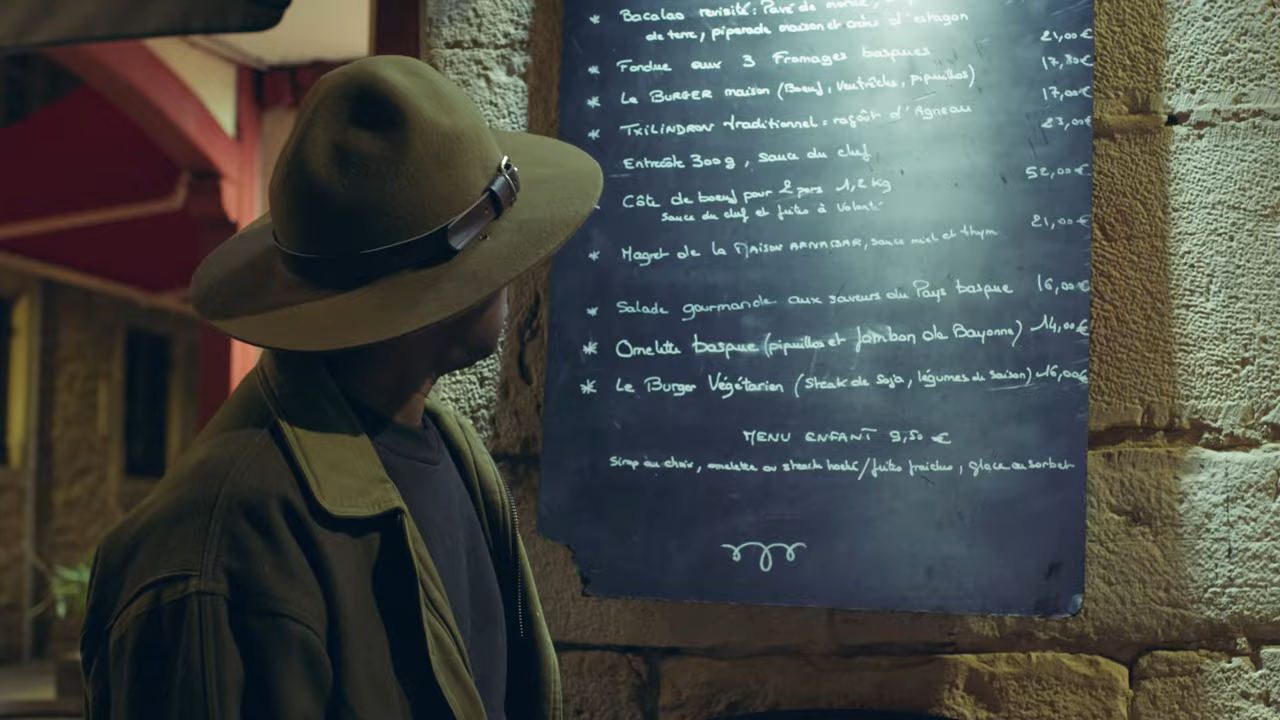 * Bacalao revisité : Pavé de morue,
de terre, piperade maison et crème d'estragon
* Fondue aux 3 Fromages basques 21,00€
* Le BURGER maison (Boeuf, Ventrèche, piquillos) 17,80€
* TXILINDRON traditionnel : ragoût d'Agneau 17,00€
Entrecôte 300g, sauce du chef 23,00€
Côte de boeuf pour 2 pers 1,2 Kg 52,00€
sauce du chef et frites à Volonté
* Magret de la MAISON ARNABAR, sauce miel et thym 21,00€
* Salade gourmande aux saveurs du Pays basque 16,00€
* Omelette basque (piquillos et Jambon de Bayonne) 14,00€
* Le Burger Végétarien (Steak de Soja, légumes de saison) 16,00€
MENU ENFANT 9,50 €
Sirop au choix, omelette ou steack haché/frites fraiches, glace ou sorbet